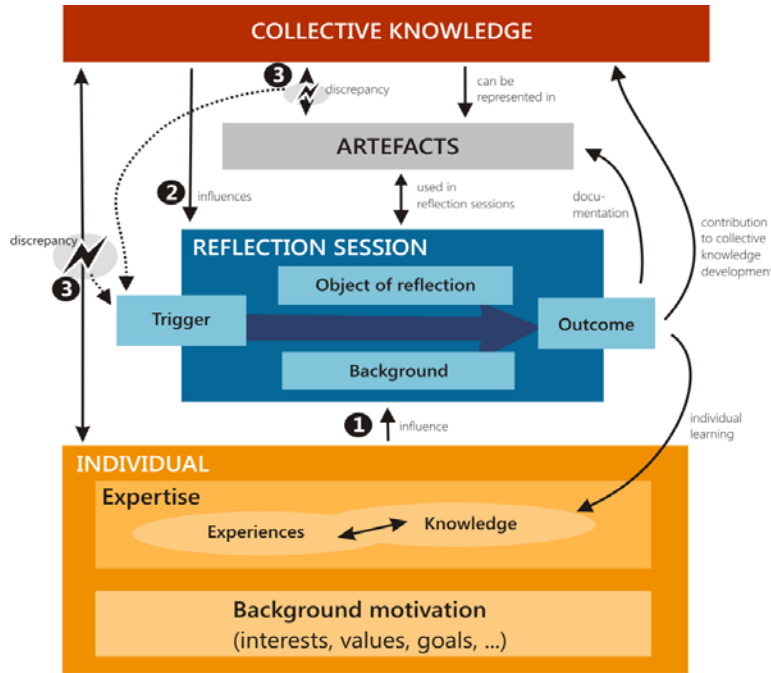 COLLECTIVE KNOWLEDGE
3
discrepancy
can be
represented in
ARTEFACTS
2
influences
used in
reflection sessions
docu-
mentation
contribution
to collective
knowledge
development
discrepancy
3
REFLECTION SESSION
Object of reflection
Trigger
Outcome
Background
1
influence
individual
learning
INDIVIDUAL
Expertise
Experiences
Knowledge
Background motivation
(interests, values, goals, ...)